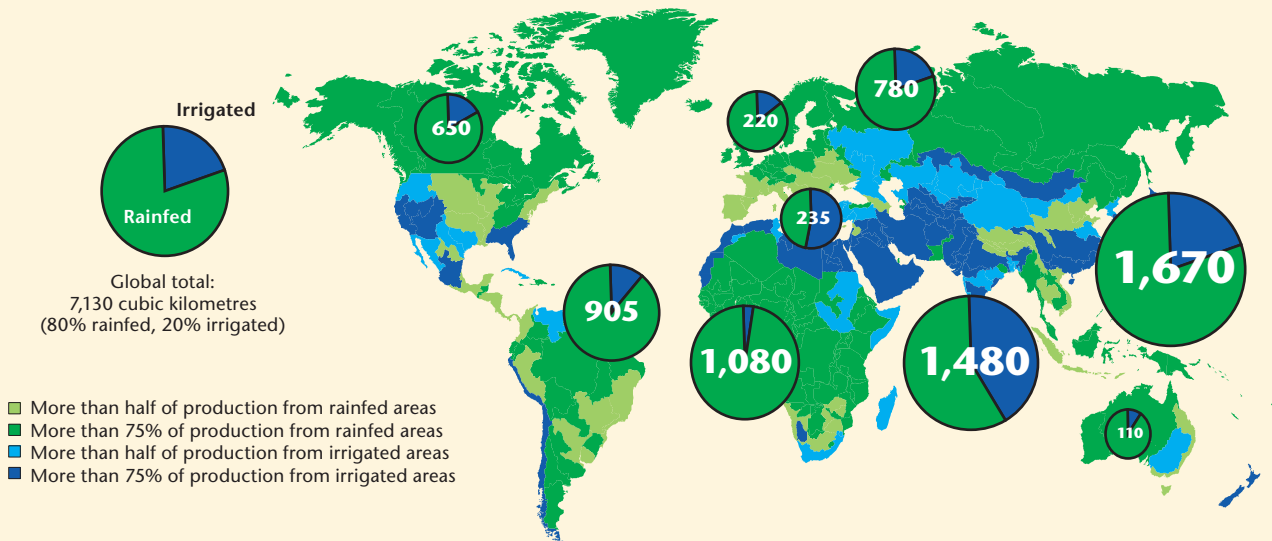 Irrigated
Rainfed
Global total:
7,130 cubic kilometres
(80% rainfed, 20% irrigated)
650
220
780
235
1,670
905
1,080
1,480
110
More than half of production from rainfed areas
More than 75% of production from rainfed areas
More than half of production from irrigated areas
More than 75% of production from irrigated areas